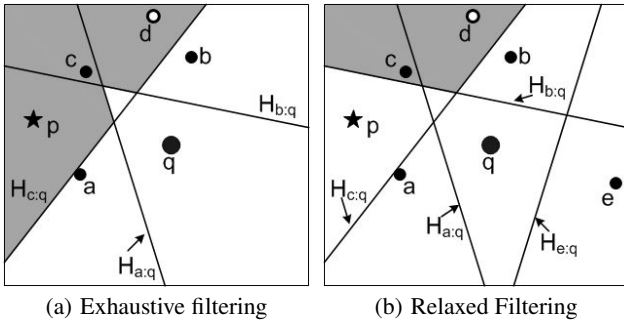 d
b
c
H_b:q
p
q
H_c:q
a
H_a:q
(a) Exhaustive filtering
d
b
c
H_b:q
p
q
H_c:q
a
e
H_a:q
H_e:q
(b) Relaxed Filtering